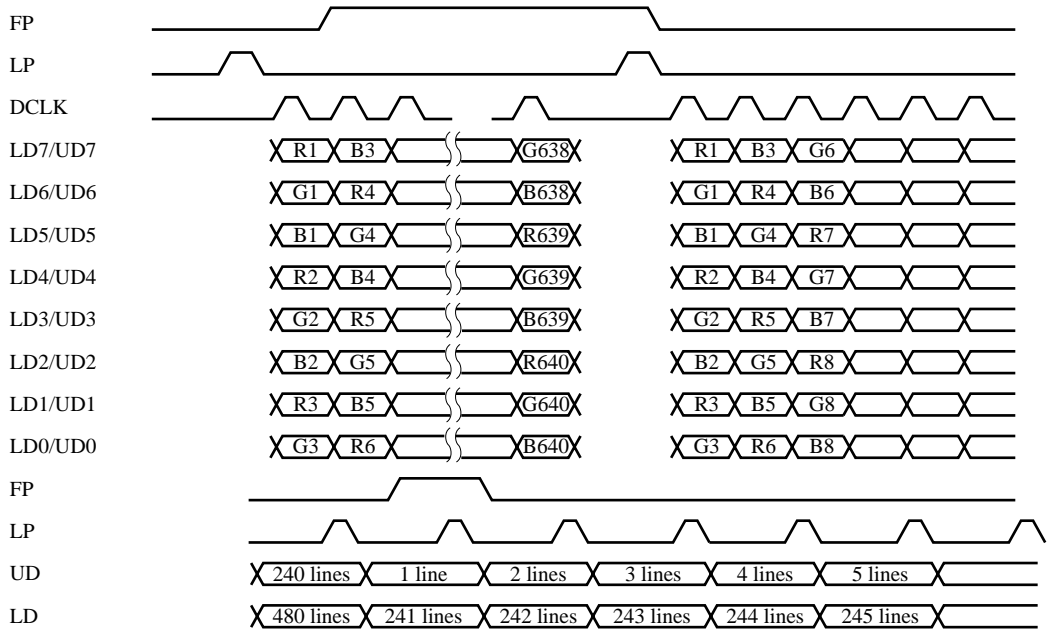 FP
LP
DCLK
LD7/UD7 R1 B3 G638 R1 B3 G6
LD6/UD6 G1 R4 B638 G1 R4 B6
LD5/UD5 B1 G4 R639 B1 G4 R7
LD4/UD4 R2 B4 G639 R2 B4 G7
LD3/UD3 G2 R5 B639 G2 R5 B7
LD2/UD2 B2 G5 R640 B2 G5 R8
LD1/UD1 R3 B5 G640 R3 B5 G8
LD0/UD0 G3 R6 B640 G3 R6 B8
FP
LP
UD 240 lines 1 line 2 lines 3 lines 4 lines 5 lines
LD 480 lines 241 lines 242 lines 243 lines 244 lines 245 lines